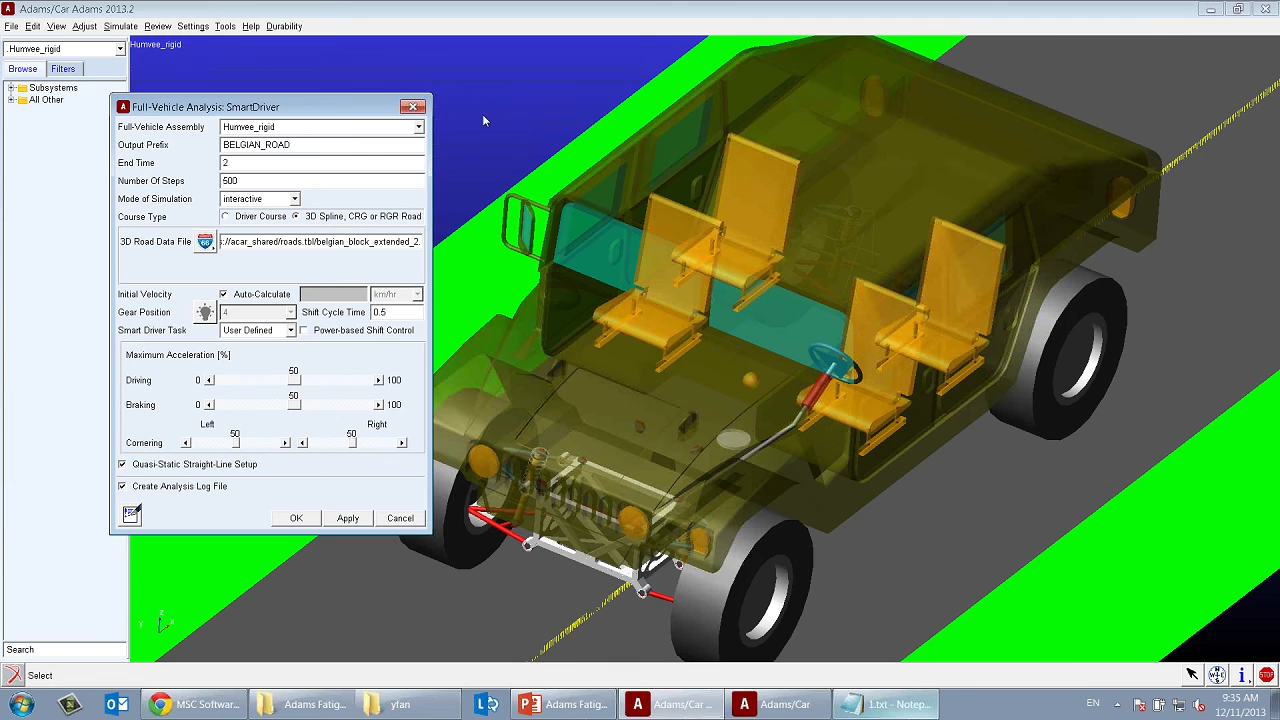 Adams/Car Adams 2013.2
File Edit View Adjust Simulate Review Settings Tools Help Durability
.Humvee_rigid
Humvee_rigid
Browse Filters
Subsystems
All Other
Full-Vehicle Analysis: SmartDriver
Full-Vehicle Assembly Humvee_rigid
Output Prefix BELGIAN_ROAD
End Time 2
Number Of Steps 500
Mode of Simulation interactive
Course Type Driver Course 3D Spline, CRG or RGR Road
3D Road Data File 66 ://acar_shared/roads.tbl/belgian_block_extended_2.
Initial Velocity Auto-Calculate km/hr
Gear Position 4 Shift Cycle Time 0.5
Smart Driver Task User Defined Power-based Shift Control
Maximum Acceleration [%]
50
Driving 0 100
50
Braking 0 100
Left Right
50 50
Cornering
Quasi-Static Straight-Line Setup
Create Analysis Log File
OK Apply Cancel
Z
Y X
Search
Select
STOP
MSC Softwar... Adams Fatig... yfan Adams Fatig... Adams/Car ... Adams/Car 1.txt - Notep...
EN
9:35 AM
12/11/2013